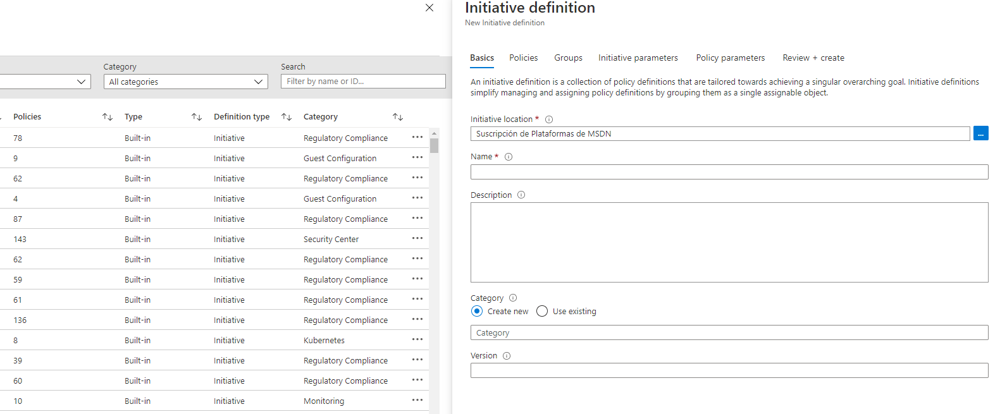 Category
All categories
Search
Filter by name or ID...
Policies Type Definition type Category
78 Built-in Initiative Regulatory Compliance ...
9 Built-in Initiative Guest Configuration ...
62 Built-in Initiative Regulatory Compliance ...
4 Built-in Initiative Guest Configuration ...
87 Built-in Initiative Regulatory Compliance ...
143 Built-in Initiative Security Center ...
62 Built-in Initiative Regulatory Compliance ...
59 Built-in Initiative Regulatory Compliance ...
61 Built-in Initiative Regulatory Compliance ...
136 Built-in Initiative Regulatory Compliance ...
8 Built-in Initiative Kubernetes ...
39 Built-in Initiative Regulatory Compliance ...
60 Built-in Initiative Regulatory Compliance ...
10 Built-in Initiative Monitoring ...
Initiative definition
New Initiative definition
Basics Policies Groups Initiative parameters Policy parameters Review + create
An initiative definition is a collection of policy definitions that are tailored towards achieving a singular overarching goal. Initiative definitions
simplify managing and assigning policy definitions by grouping them as a single assignable object.
Initiative location *
Suscripción de Plataformas de MSDN ...
Name *
Description
Category
Create new Use existing
Category
Version